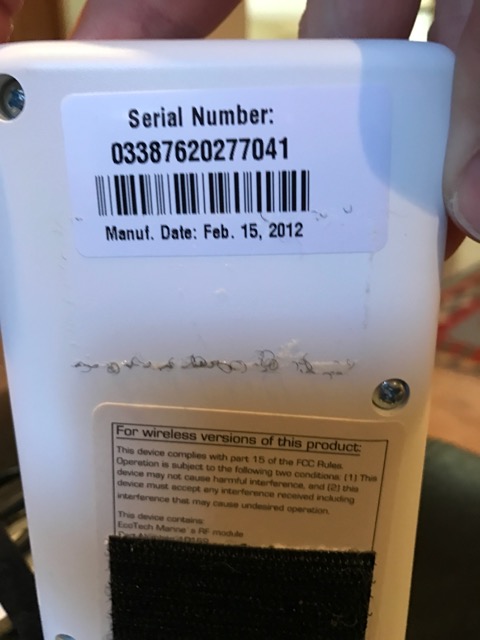 Serial Number:
03387620277041
Manuf. Date: Feb. 15, 2012
For wireless versions of this product:
This device complies with part 15 of the FCC Rules.
Operation is subject to the following two conditions: (1) This
device may not cause harmful interference, and (2) this
device must accept any interference received including
interference that may cause undesired operation.
This device contains:
EcoTech Marine's RF module